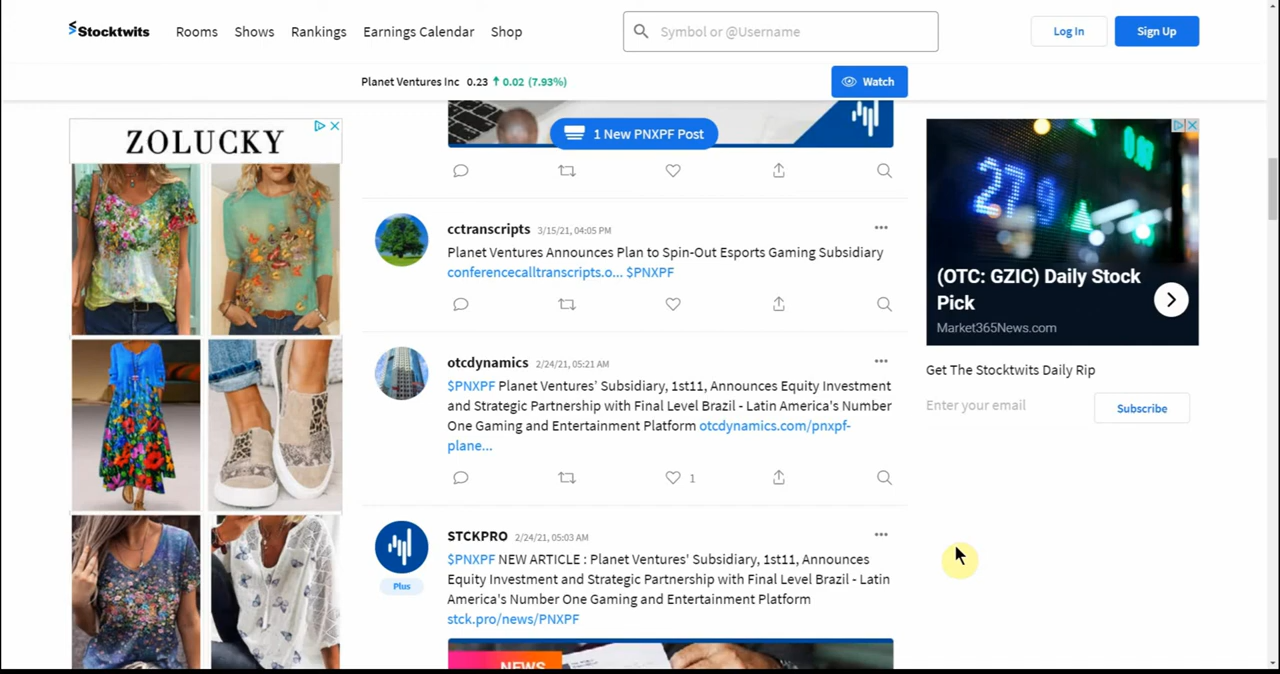 Stocktwits
Rooms
Shows
Rankings
Earnings Calendar
Shop
Symbol or @Username
Log In
Sign Up
Planet Ventures Inc 0.23 ↑ 0.02 (7.93%)
Watch
ZOLUCKY
1 New PNXPF Post
cctranscripts 3/15/21, 04:05 PM
Planet Ventures Announces Plan to Spin-Out Esports Gaming Subsidiary
conferencecalltranscripts.o... $PNXPF
otcdynamics 2/24/21, 05:21 AM
$PNXPF Planet Ventures' Subsidiary, 1st11, Announces Equity Investment
and Strategic Partnership with Final Level Brazil - Latin America's Number
One Gaming and Entertainment Platform otcdynamics.com/pnxpf-
plane...
1
STCKPRO 2/24/21, 05:03 AM
Plus
$PNXPF NEW ARTICLE : Planet Ventures' Subsidiary, 1st11, Announces
Equity Investment and Strategic Partnership with Final Level Brazil - Latin
America's Number One Gaming and Entertainment Platform
stck.pro/news/PNXPF
NEWS
27.9
(OTC: GZIC) Daily Stock
Pick
Market365News.com
Get The Stocktwits Daily Rip
Enter your email
Subscribe